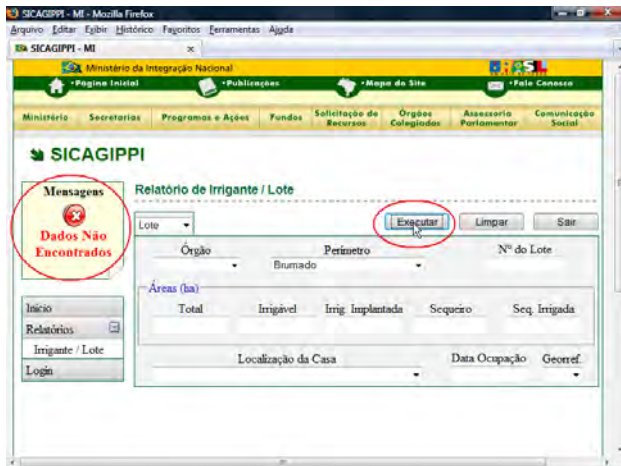 SICAGIPPI - MI - Mozilla Firefox
Arquivo Editar Exibir Histórico Favoritos Ferramentas Ajuda
SICAGIPPI - MI
Ministério da Integração Nacional
BRASIL
Página Inicial Publicações Mapa do Site Fale Conosco
Ministério Secretarias Programas e Ações Fundos Solicitação de Recursos Órgãos Colegiados Assessoria Parlamentar Comunicação Social
SICAGIPPI
Mensagens
Dados Não
Encontrados
Início
Relatórios
Irrigante / Lote
Login
Relatório de Irrigante / Lote
Lote Executar Limpar Sair
Órgão Perímetro Nº do Lote
Brumado
Áreas (ha)
Total Irrigável Irrig. Implantada Sequeiro Seq. Irrigada
Localização da Casa Data Ocupação Georref.